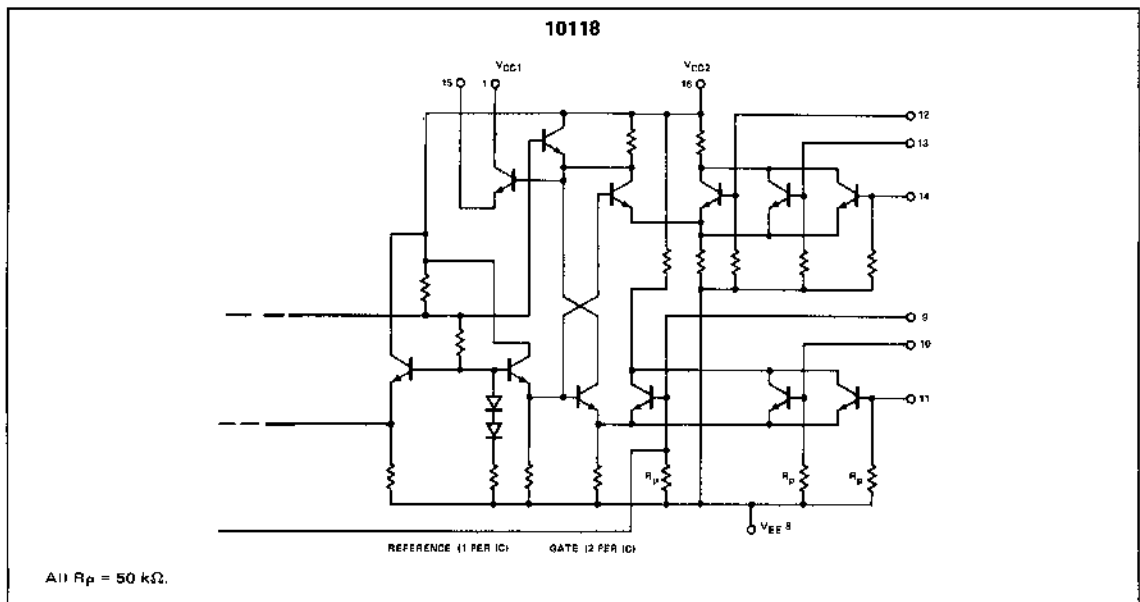 10118
VCC1
VCC2
15
1
16
12
13
14
9
10
11
Rp
Rp
Rp
VEE 8
REFERENCE (1 PER IC)
GATE (2 PER IC)
All Rp = 50 kΩ.